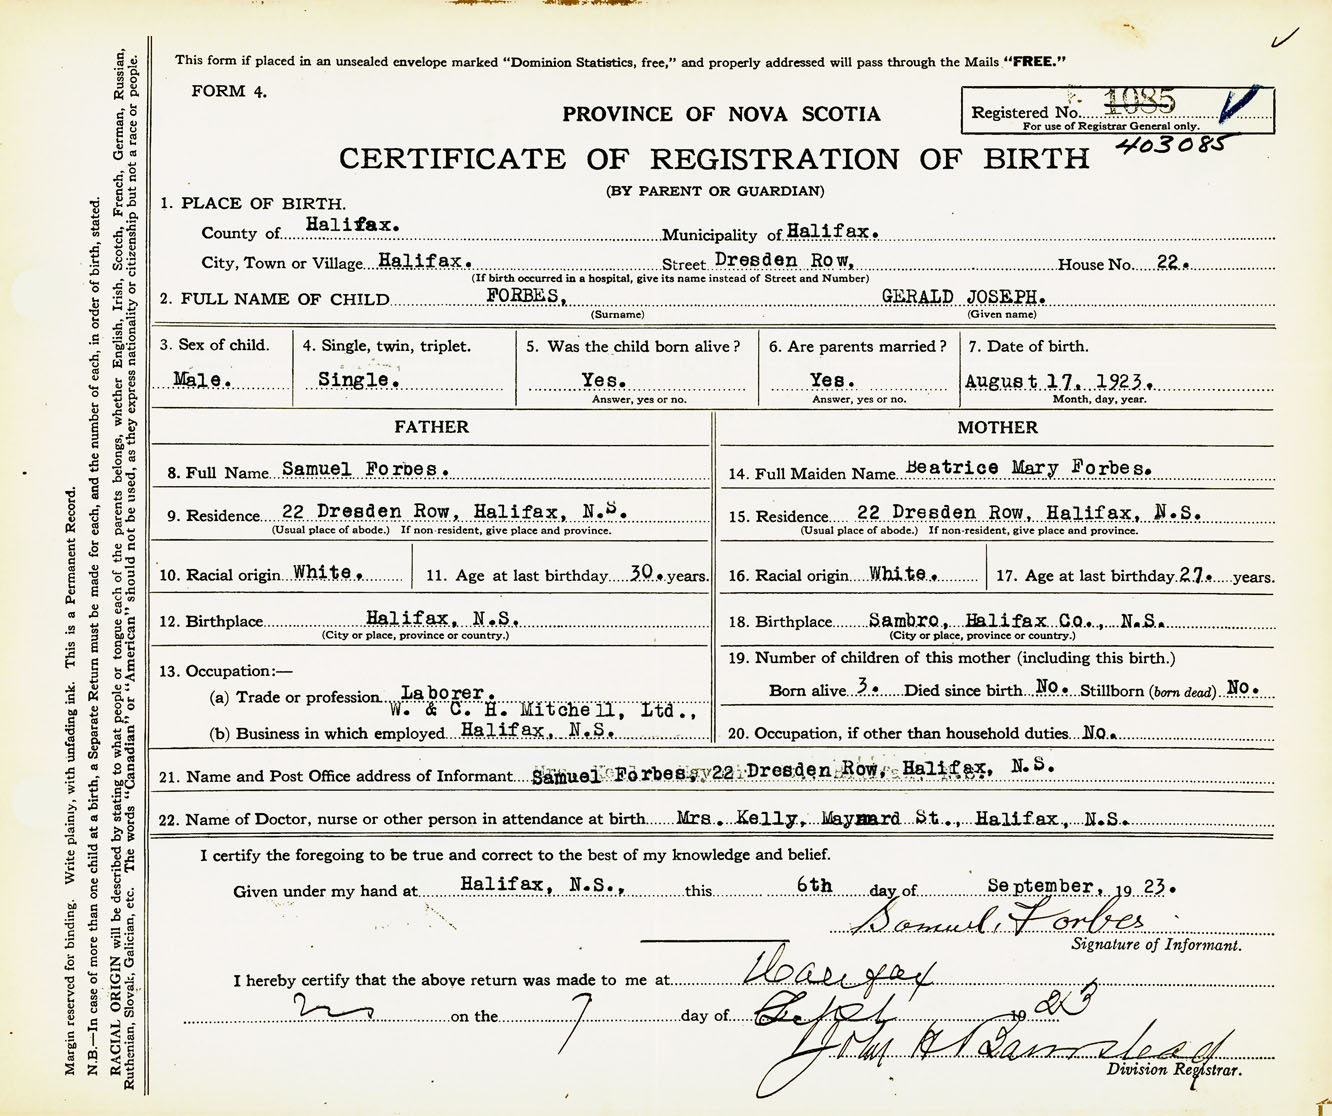 This form if placed in an unsealed envelope marked "Dominion Statistics, free," and properly addressed will pass through the Mails "FREE."
FORM 4.
PROVINCE OF NOVA SCOTIA
Registered No. 1085
For use of Registrar General only.
403085
CERTIFICATE OF REGISTRATION OF BIRTH
(BY PARENT OR GUARDIAN)
1. PLACE OF BIRTH.
County of Halifax. Municipality of Halifax.
City, Town or Village Halifax. Street Dresden Row, House No. 22.
(If birth occurred in a hospital, give its name instead of Street and Number)
2. FULL NAME OF CHILD FORBES, GERALD JOSEPH.
(Surname) (Given name)
3. Sex of child. 4. Single, twin, triplet. 5. Was the child born alive? 6. Are parents married? 7. Date of birth.
Male. Single. Yes. Yes. August 17, 1923.
Answer, yes or no. Answer, yes or no. Month, day, year.
FATHER MOTHER
8. Full Name Samuel Forbes. 14. Full Maiden Name Beatrice Mary Forbes.
9. Residence 22 Dresden Row, Halifax, N.S. 15. Residence 22 Dresden Row, Halifax, N.S.
(Usual place of abode.) If non-resident, give place and province. (Usual place of abode.) If non-resident, give place and province.
10. Racial origin White. 11. Age at last birthday 30. years. 16. Racial origin White. 17. Age at last birthday 27. years.
12. Birthplace Halifax, N.S. 18. Birthplace Sambro, Halifax Co., N.S.
(City or place, province or country.) (City or place, province or country.)
13. Occupation:— 19. Number of children of this mother (including this birth.)
(a) Trade or profession Laborer. Born alive 3. Died since birth No. Stillborn (born dead) No.
W. & C. H. Mitchell, Ltd.,
(b) Business in which employed Halifax, N.S. 20. Occupation, if other than household duties No.
21. Name and Post Office address of Informant Samuel Forbes, 22 Dresden Row, Halifax, N.S.
22. Name of Doctor, nurse or other person in attendance at birth Mrs. Kelly, Maynard St., Halifax, N.S.
I certify the foregoing to be true and correct to the best of my knowledge and belief.
Given under my hand at Halifax, N.S., this 6th day of September, 1923.
Samuel Forbes
Signature of Informant.
I hereby certify that the above return was made to me at Halifax
on the 7 day of Sept 1923
John H Barnstead
Division Registrar.
Margin reserved for binding. Write plainly, with unfading ink. This is a Permanent Record.
N.B.—In case of more than one child at a birth, a Separate Return must be made for each, and the number of each, in order of birth, stated.
RACIAL ORIGIN will be described by stating to what people or tongue each of the parents belongs, whether English, Irish, Scotch, French, German, Russian,
Ruthenian, Slovak, Galician, etc. The words "Canadian" or "American" should not be used, as they express nationality or citizenship but not a race or people.